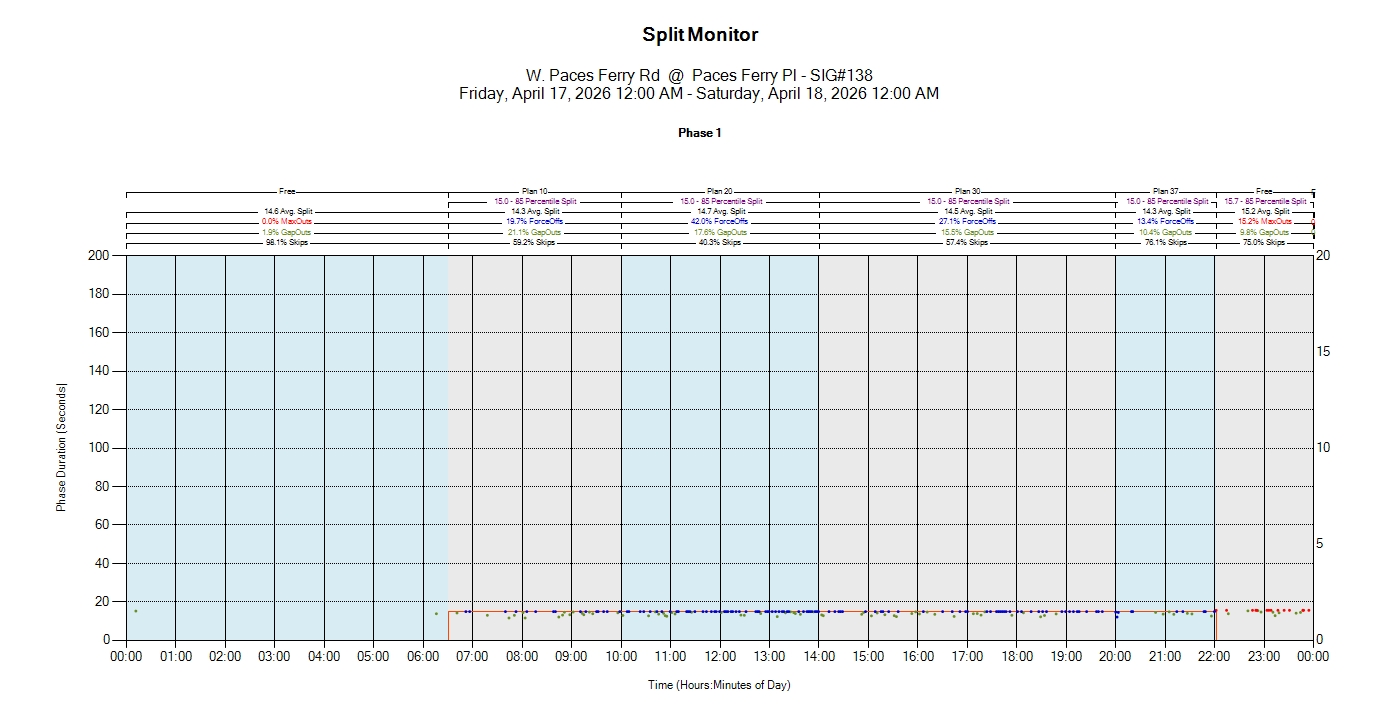 Split Monitor
W. Paces Ferry Rd @ Paces Ferry Pl - SIG#138
Friday, April 17, 2026 12:00 AM - Saturday, April 18, 2026 12:00 AM
Phase 1
Free Plan 10 Plan 20 Plan 30 Plan 37 Free F
15.0 - 85 Percentile Split 15.0 - 85 Percentile Split 15.0 - 85 Percentile Split 15.0 - 85 Percentile Split 15.7 - 85 Percentile Split
14.6 Avg. Split 14.3 Avg. Split 14.7 Avg. Split 14.5 Avg. Split 14.3 Avg. Split 15.2 Avg. Split
0.0% MaxOuts 19.7% ForceOffs 42.0% ForceOffs 27.1% ForceOffs 13.4% ForceOffs 15.2% MaxOuts
1.9% GapOuts 21.1% GapOuts 17.6% GapOuts 15.5% GapOuts 10.4% GapOuts 9.8% GapOuts
98.1% Skips 59.2% Skips 40.3% Skips 57.4% Skips 76.1% Skips 75.0% Skips
200 20
180
160
15
140
120
100 10
80
60
5
40
20
0 0
00:00 01:00 02:00 03:00 04:00 05:00 06:00 07:00 08:00 09:00 10:00 11:00 12:00 13:00 14:00 15:00 16:00 17:00 18:00 19:00 20:00 21:00 22:00 23:00 00:00
Phase Duration (Seconds)
Time (Hours:Minutes of Day)